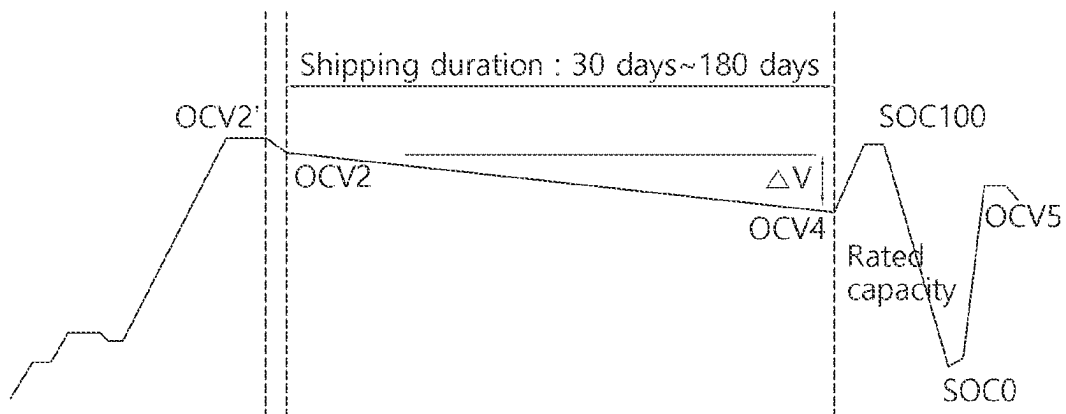 Shipping duration : 30 days~180 days
OCV2'
SOC100
OCV2
△V
OCV4
OCV5
Rated
capacity
SOC0